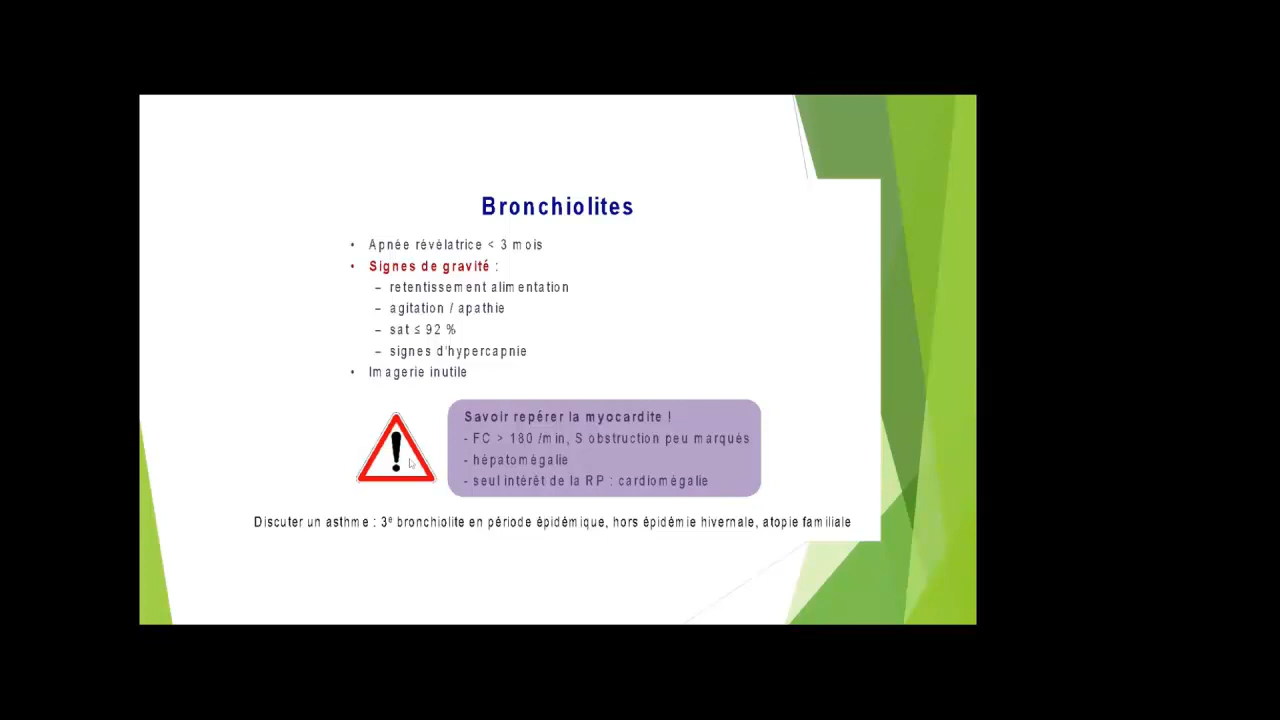 Bronchiolites
• Apnée révélatrice < 3 mois
• Signes de gravité :
– retentissement alimentation
– agitation / apathie
– sat ≤ 92 %
– signes d'hypercapnie
• Imagerie inutile
Savoir repérer la myocardite !
- FC > 180 /min, S obstruction peu marqués
- hépatomégalie
- seul intérêt de la RP : cardiomégalie
Discuter un asthme : 3e bronchiolite en période épidémique, hors épidémie hivernale, atopie familiale